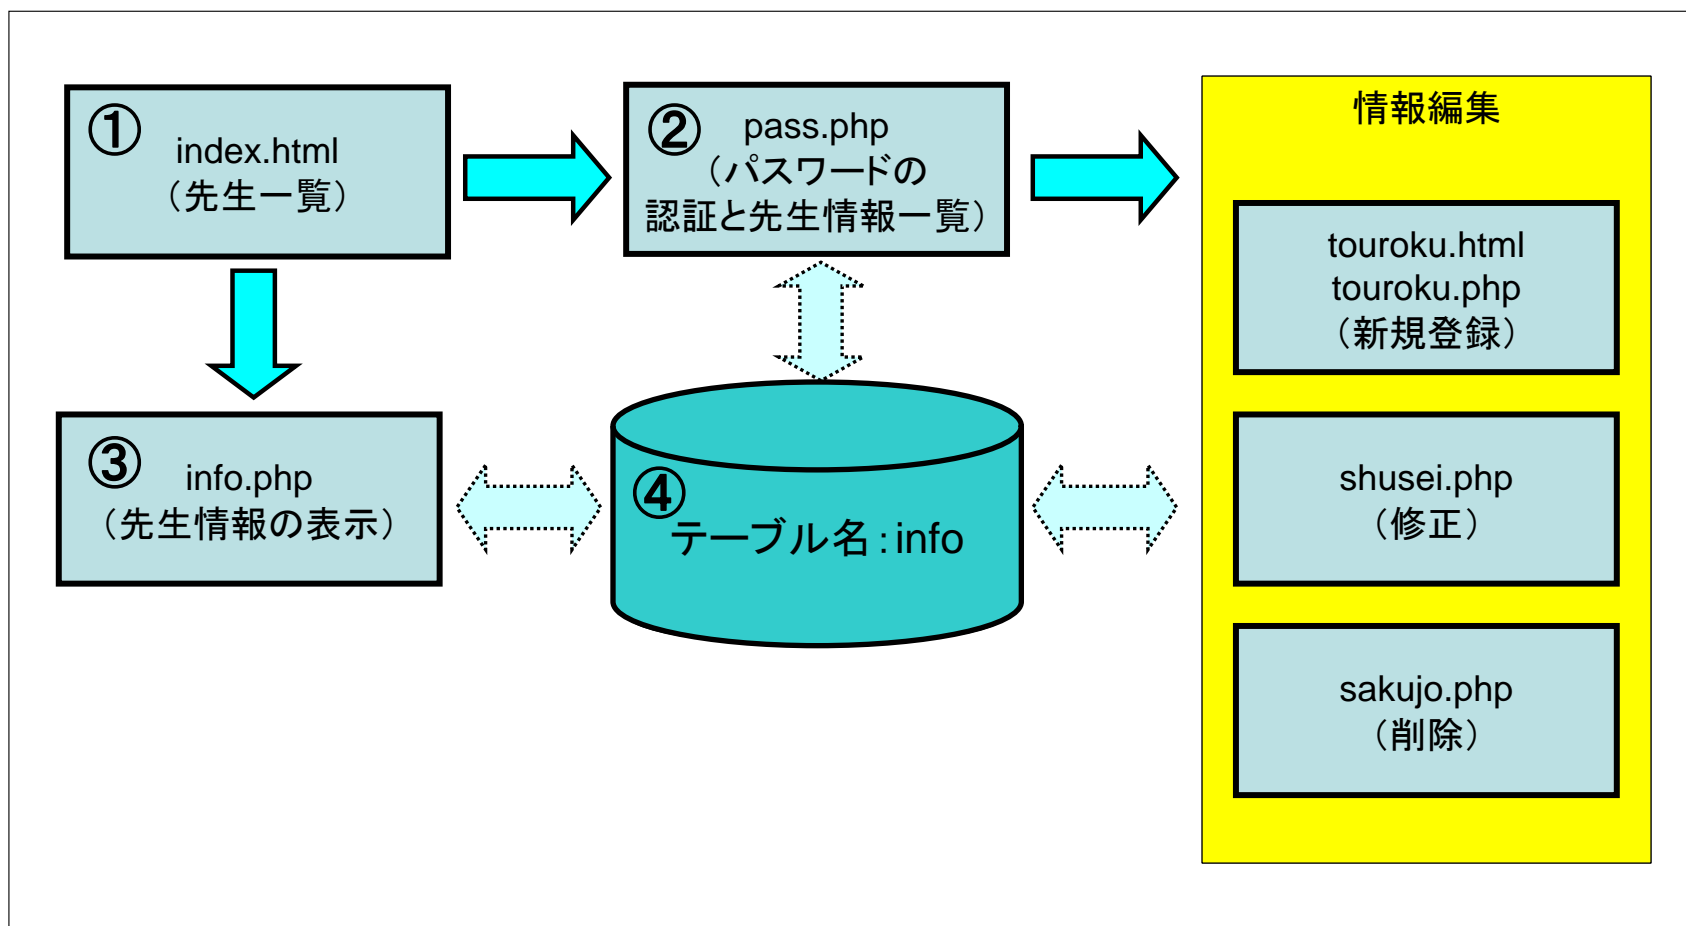 ①
index.html
（先生一覧）
②
pass.php
（パスワードの
認証と先生情報一覧）
情報編集
touroku.html
touroku.php
（新規登録）
③
info.php
（先生情報の表示）
④
テーブル名：info
shusei.php
（修正）
sakujo.php
（削除）